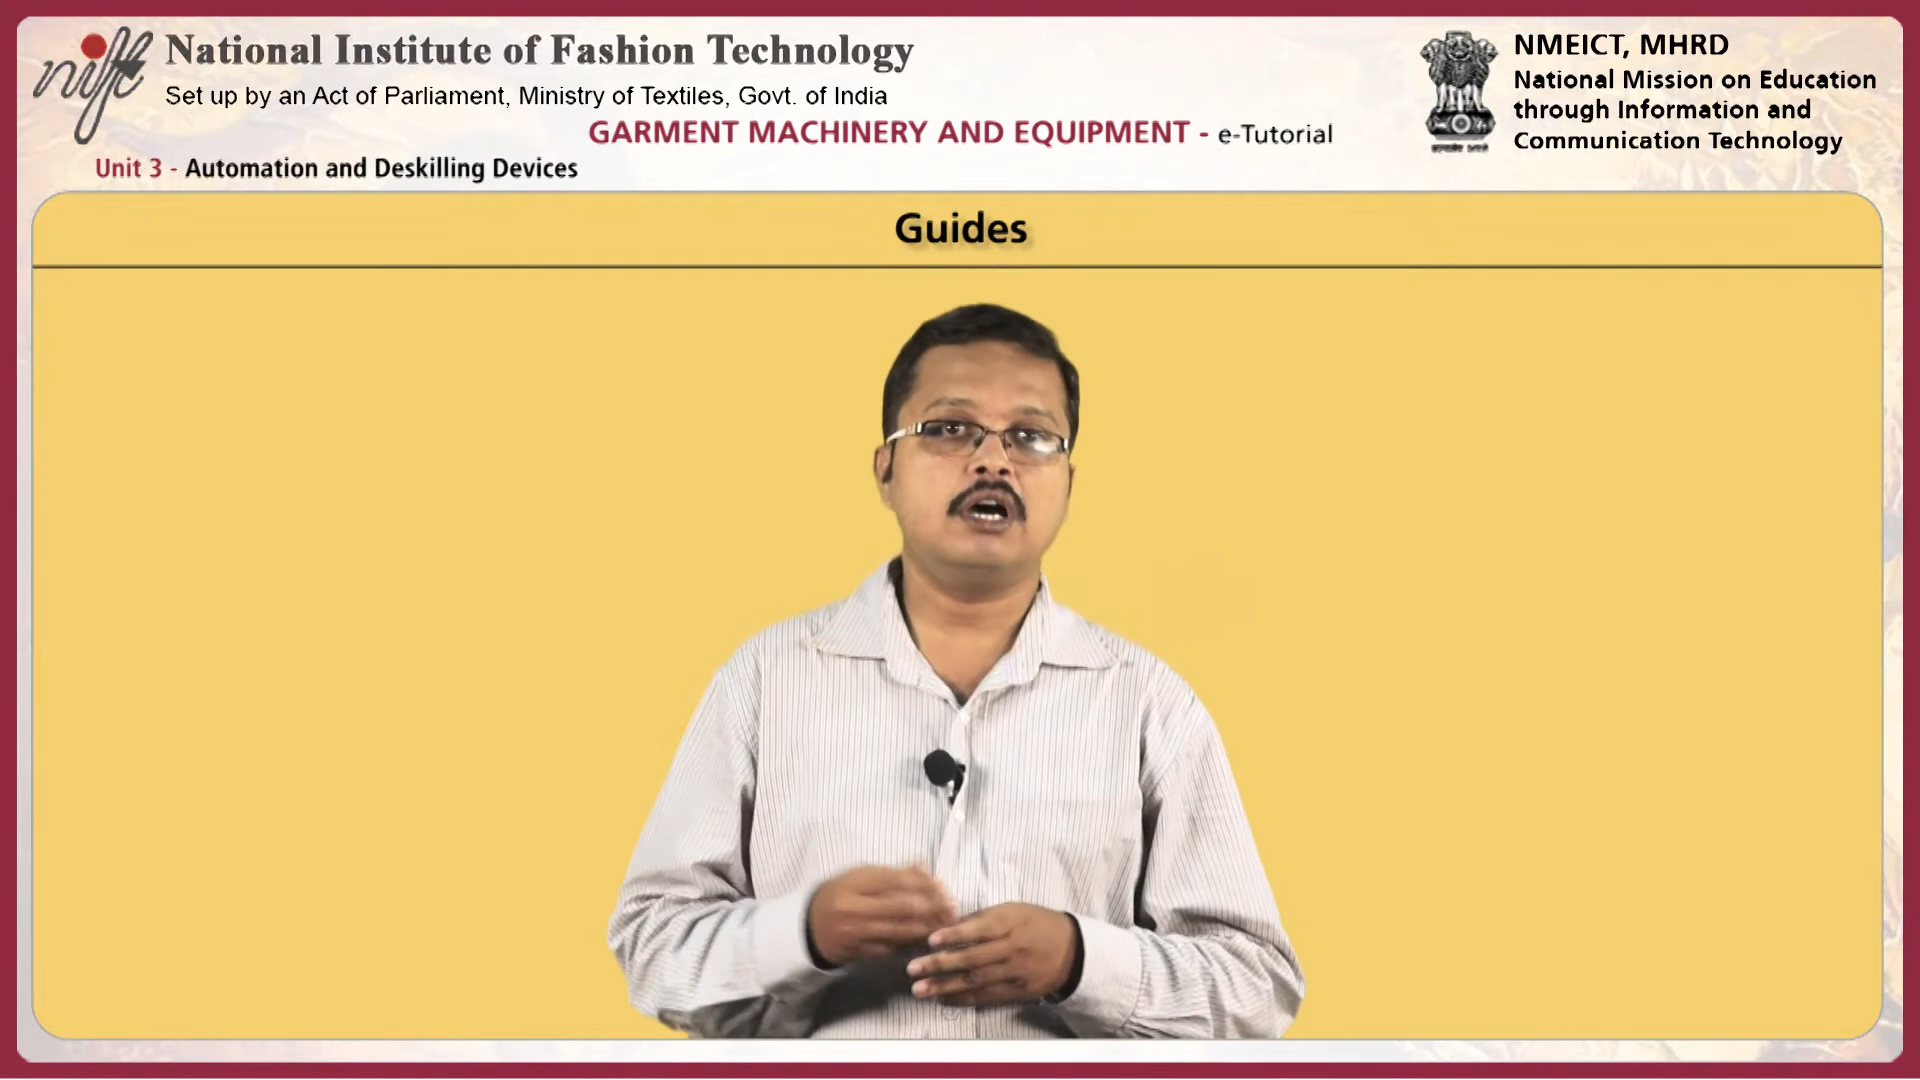 nift
National Institute of Fashion Technology
Set up by an Act of Parliament, Ministry of Textiles, Govt. of India
GARMENT MACHINERY AND EQUIPMENT - e-Tutorial
Unit 3 - Automation and Deskilling Devices
NMEICT, MHRD
National Mission on Education
through Information and
Communication Technology
Guides